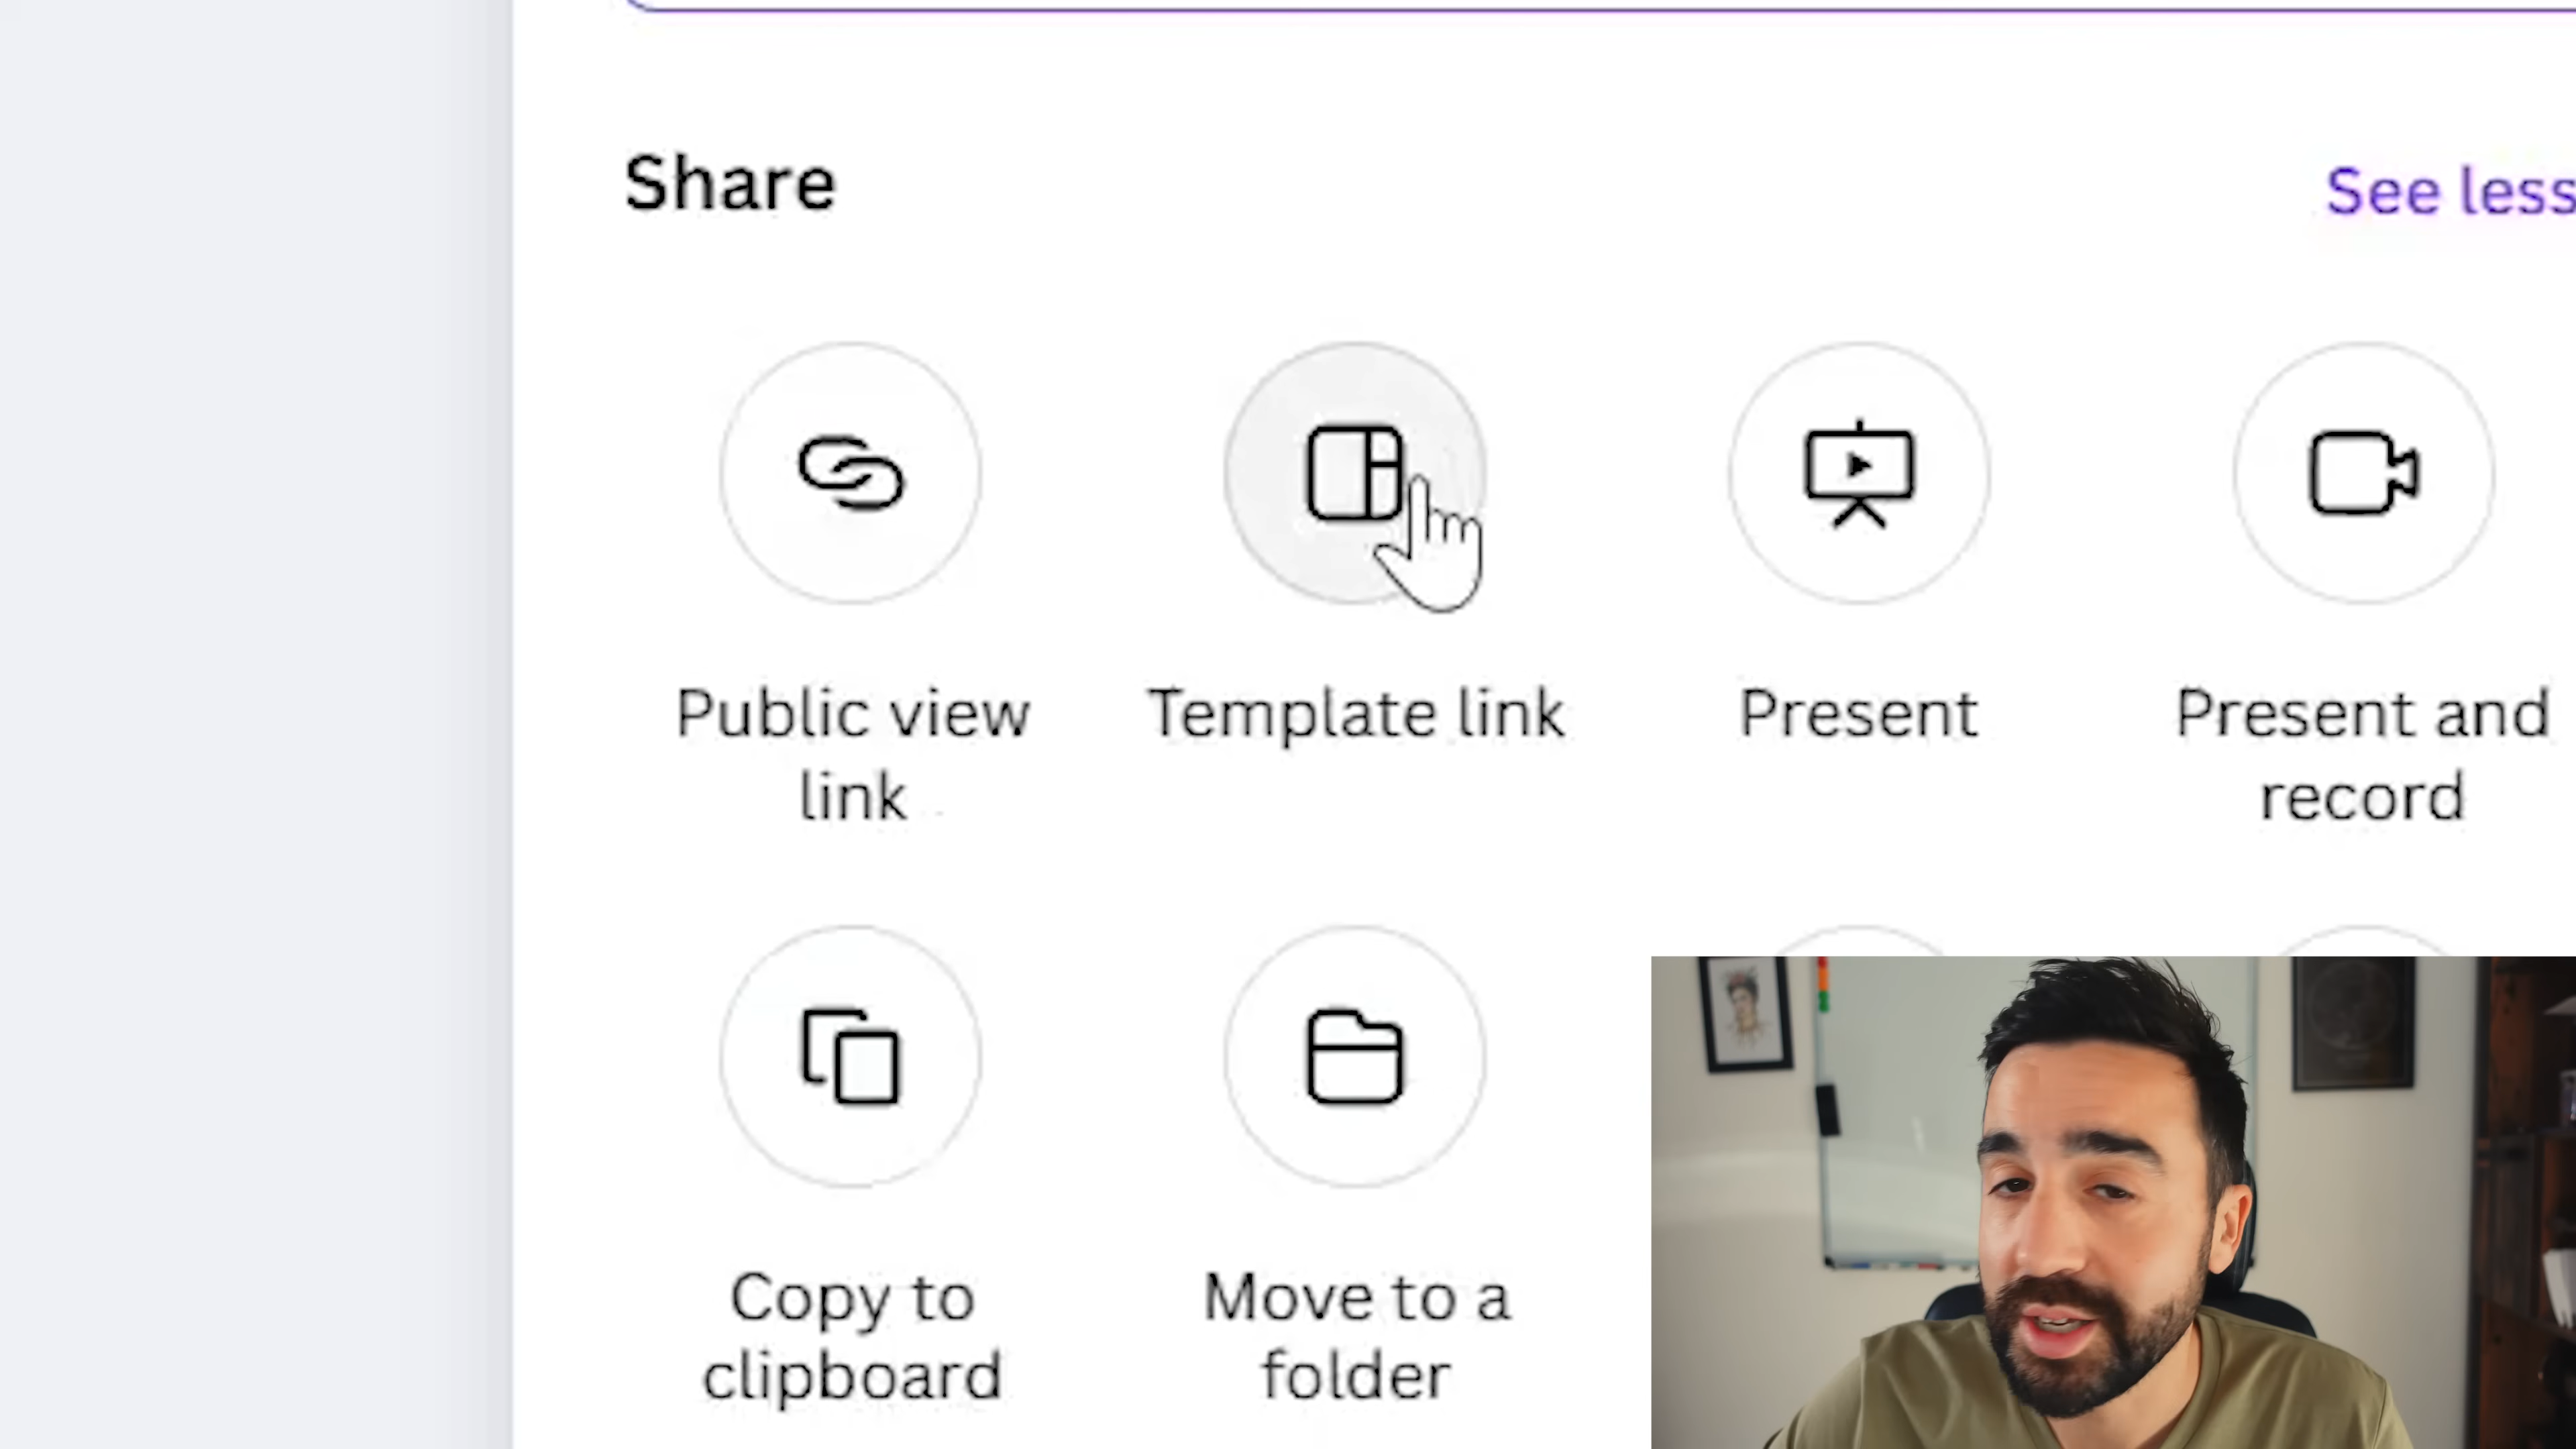 Share
See less
Public view
link
Template link
Present
Present and
record
Copy to
clipboard
Move to a
folder